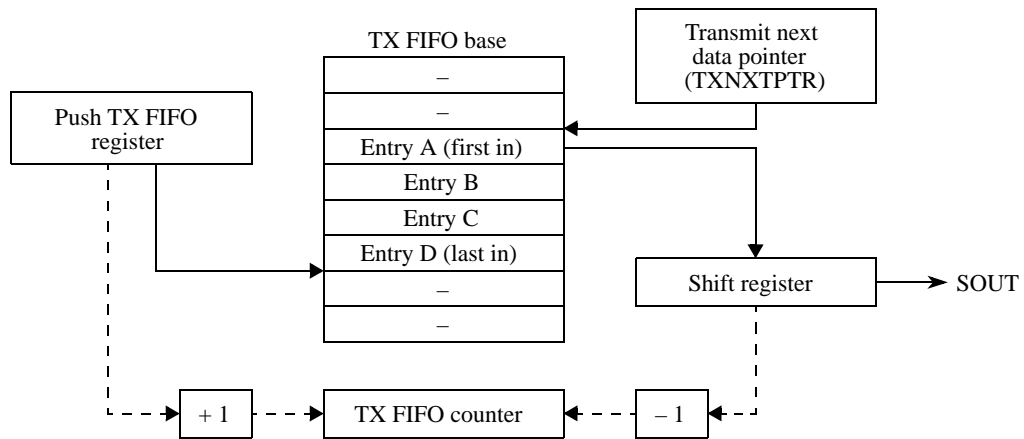 TX FIFO base
Transmit next
data pointer
(TXNXTPTR)
–
–
Push TX FIFO
register
Entry A (first in)
Entry B
Entry C
Entry D (last in)
–
–
Shift register
SOUT
+ 1
TX FIFO counter
– 1